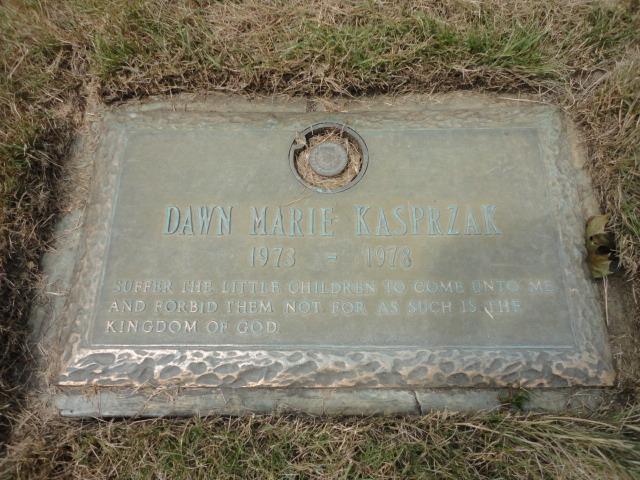 DAWN MARIE KASPRZAK
1973 - 1978
SUFFER THE LITTLE CHILDREN TO COME UNTO ME
AND FORBID THEM NOT FOR AS SUCH IS THE
KINGDOM OF GOD